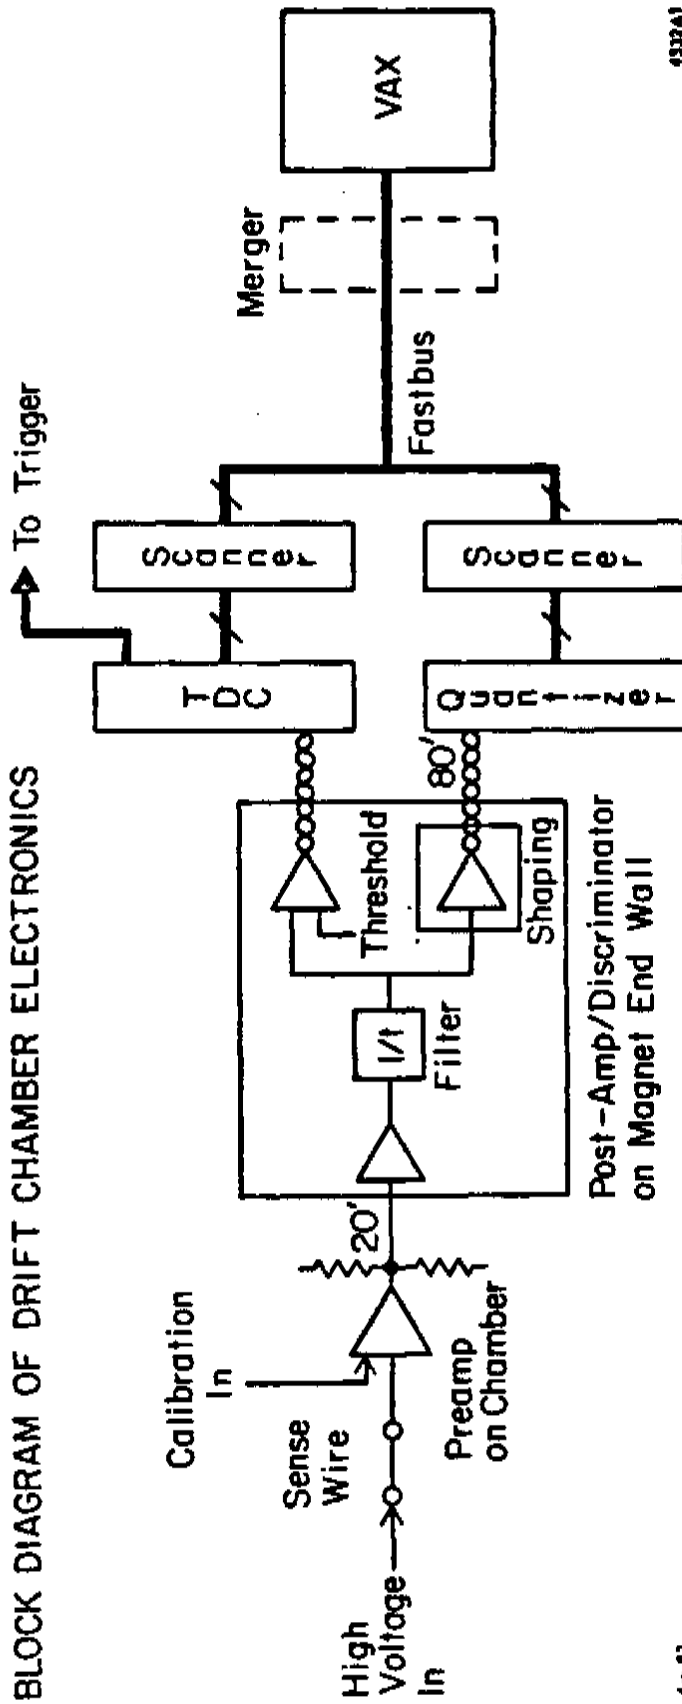 BLOCK DIAGRAM OF DRIFT CHAMBER ELECTRONICS
High
Voltage
In
Sense
Wire
Calibration
In
Preamp
on Chamber
20'
1/t
Filter
Threshold
Shaping
Post-Amp/Discriminator
on Magnet End Wall
80'
TDC
To Trigger
Quantizer
Scanner
Scanner
Fastbus
Merger
VAX